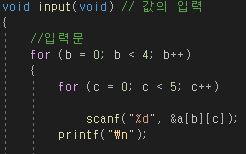 void input(void) // 값의 입력
{
//입력문
for (b = 0; b < 4; b++)
{
for (c = 0; c < 5; c++)
scanf("%d", &a[b][c]);
printf("₩n");